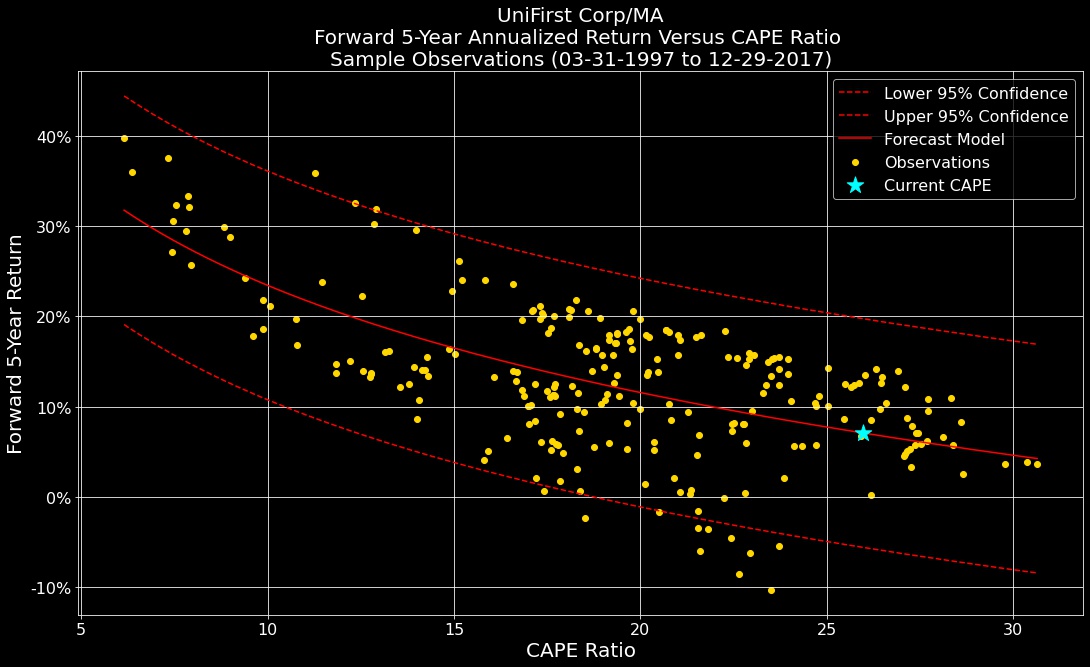 UniFirst Corp/MA
Forward 5-Year Annualized Return Versus CAPE Ratio
Sample Observations (03-31-1997 to 12-29-2017)
Lower 95% Confidence
Upper 95% Confidence
Forecast Model
Observations
Current CAPE
Forward 5-Year Return
40%
30%
20%
10%
0%
-10%
5
10
15
20
25
30
CAPE Ratio